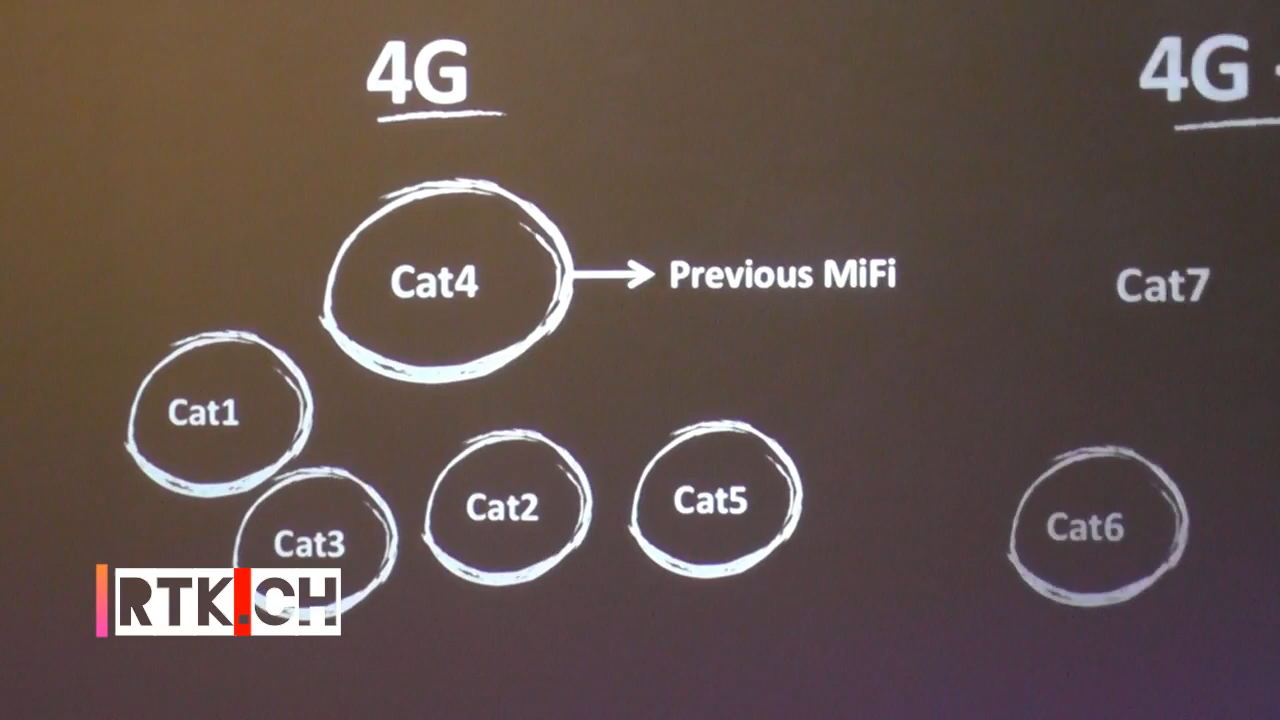 4G
4G
Cat4
Previous MiFi
Cat7
Cat1
Cat2
Cat5
Cat6
Cat3
RTK.CH